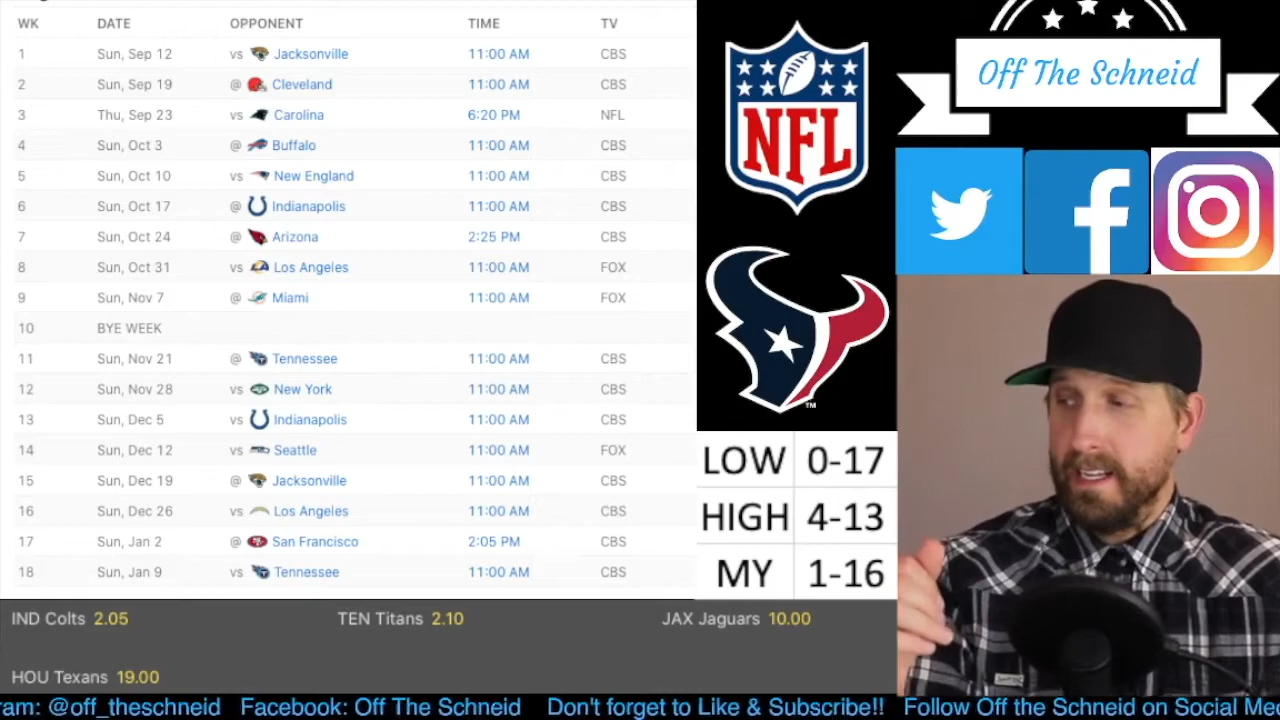 WK DATE OPPONENT TIME TV
1 Sun, Sep 12 vs Jacksonville 11:00 AM CBS
2 Sun, Sep 19 @ Cleveland 11:00 AM CBS
3 Thu, Sep 23 vs Carolina 6:20 PM NFL
4 Sun, Oct 3 @ Buffalo 11:00 AM CBS
5 Sun, Oct 10 vs New England 11:00 AM CBS
6 Sun, Oct 17 @ Indianapolis 11:00 AM CBS
7 Sun, Oct 24 @ Arizona 2:25 PM CBS
8 Sun, Oct 31 vs Los Angeles 11:00 AM FOX
9 Sun, Nov 7 @ Miami 11:00 AM FOX
10 BYE WEEK
11 Sun, Nov 21 @ Tennessee 11:00 AM CBS
12 Sun, Nov 28 vs New York 11:00 AM CBS
13 Sun, Dec 5 vs Indianapolis 11:00 AM CBS
14 Sun, Dec 12 vs Seattle 11:00 AM FOX
15 Sun, Dec 19 @ Jacksonville 11:00 AM CBS
16 Sun, Dec 26 vs Los Angeles 11:00 AM CBS
17 Sun, Jan 2 @ San Francisco 2:05 PM CBS
18 Sun, Jan 9 vs Tennessee 11:00 AM CBS
NFL
TM
LOW 0-17
HIGH 4-13
MY 1-16
Off The Schneid
IND Colts 2.05 TEN Titans 2.10 JAX Jaguars 10.00
HOU Texans 19.00
ram: @off_theschneid Facebook: Off The Schneid Don't forget to Like & Subscribe!! Follow Off the Schneid on Social Me